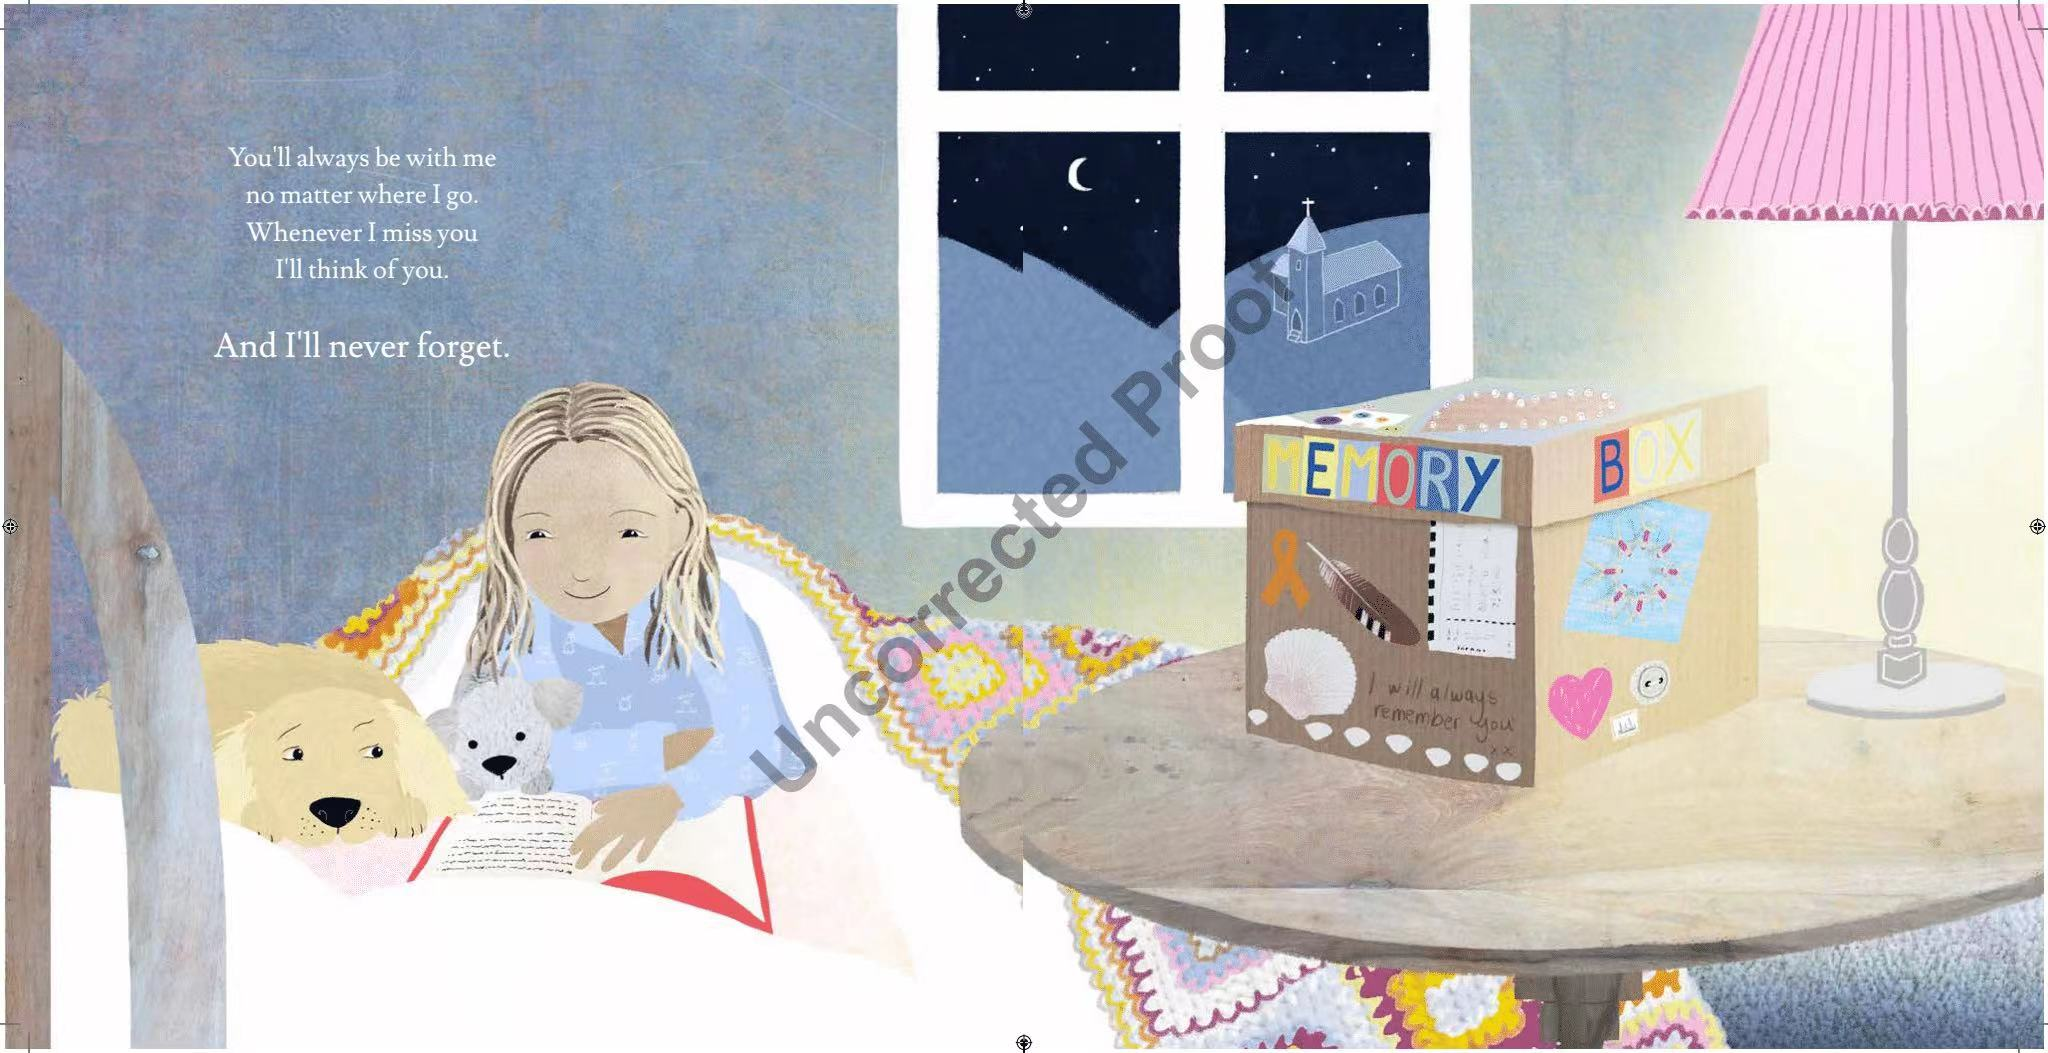 You'll always be with me
no matter where I go.
Whenever I miss you
I'll think of you.
And I'll never forget.
MEMORY BOX
I will always
remember you
xx
Uncorrected Proof